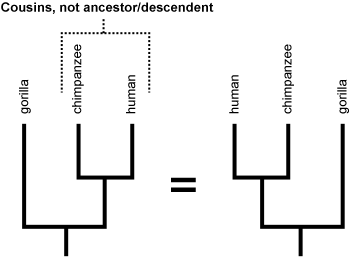 Cousins, not ancestor/descendent
gorilla
chimpanzee
human
=
human
chimpanzee
gorilla